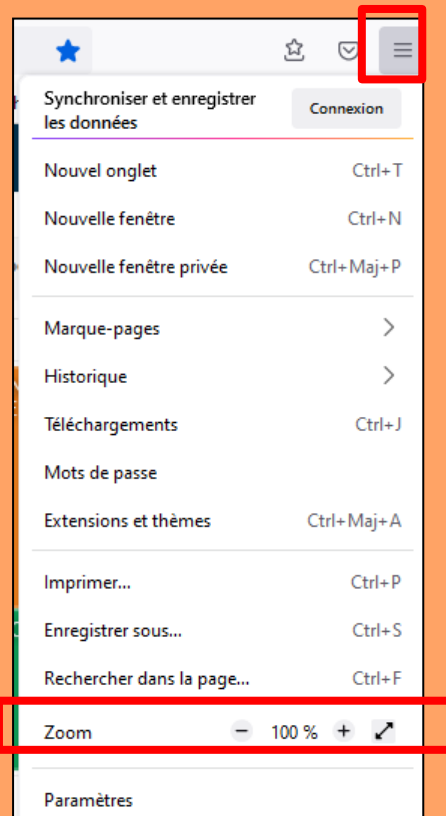 Synchroniser et enregistrer
les données
Connexion
Nouvel onglet Ctrl+T
Nouvelle fenêtre Ctrl+N
Nouvelle fenêtre privée Ctrl+Maj+P
Marque-pages
Historique
Téléchargements Ctrl+J
Mots de passe
Extensions et thèmes Ctrl+Maj+A
Imprimer... Ctrl+P
Enregistrer sous... Ctrl+S
Rechercher dans la page... Ctrl+F
Zoom − 100 % +
Paramètres